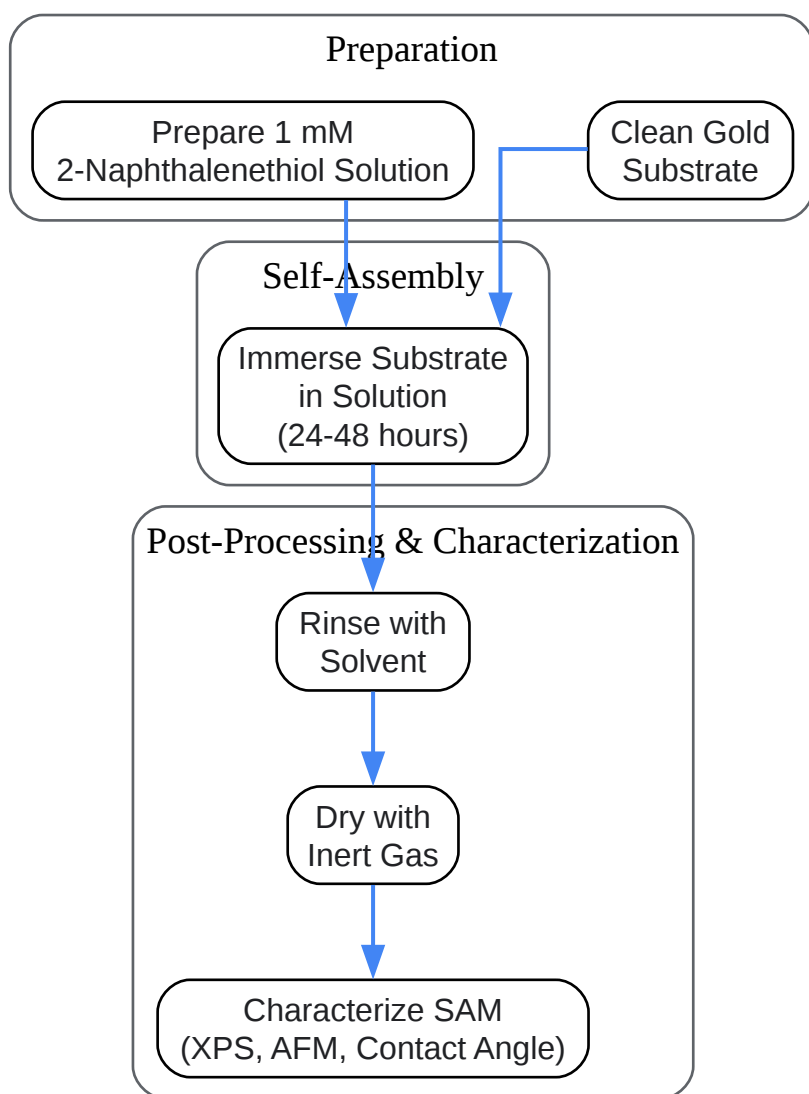 Preparation
Prepare 1 mM
2-Naphthalenethiol Solution
Clean Gold
Substrate
Self-Assembly
Immerse Substrate
in Solution
(24-48 hours)
Post-Processing & Characterization
Rinse with
Solvent
Dry with
Inert Gas
Characterize SAM
(XPS, AFM, Contact Angle)